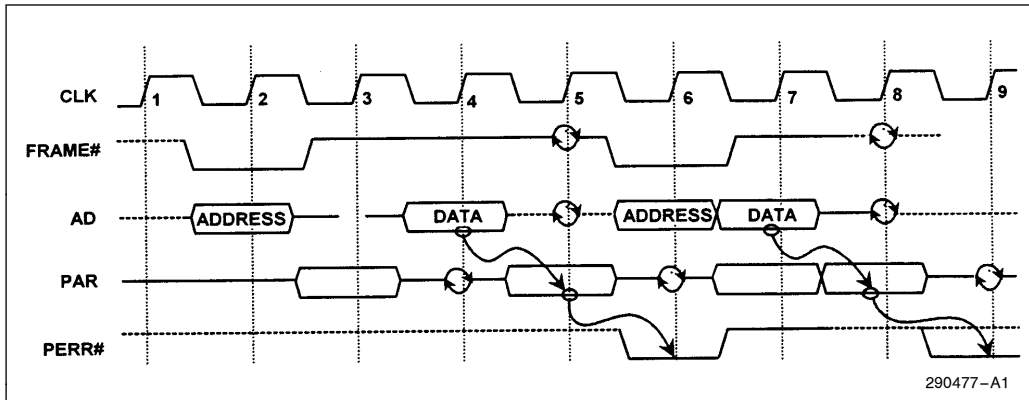 CLK 1 2 3 4 5 6 7 8 9
FRAME#
AD ADDRESS DATA ADDRESS DATA
PAR
PERR#
290477–A1